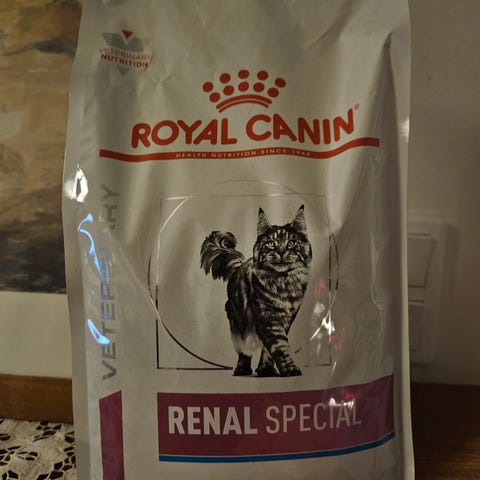 VETERINARY
NUTRITION
ROYAL CANIN®
HEALTH NUTRITION SINCE 1968
VETERINARY
RENAL SPECIAL